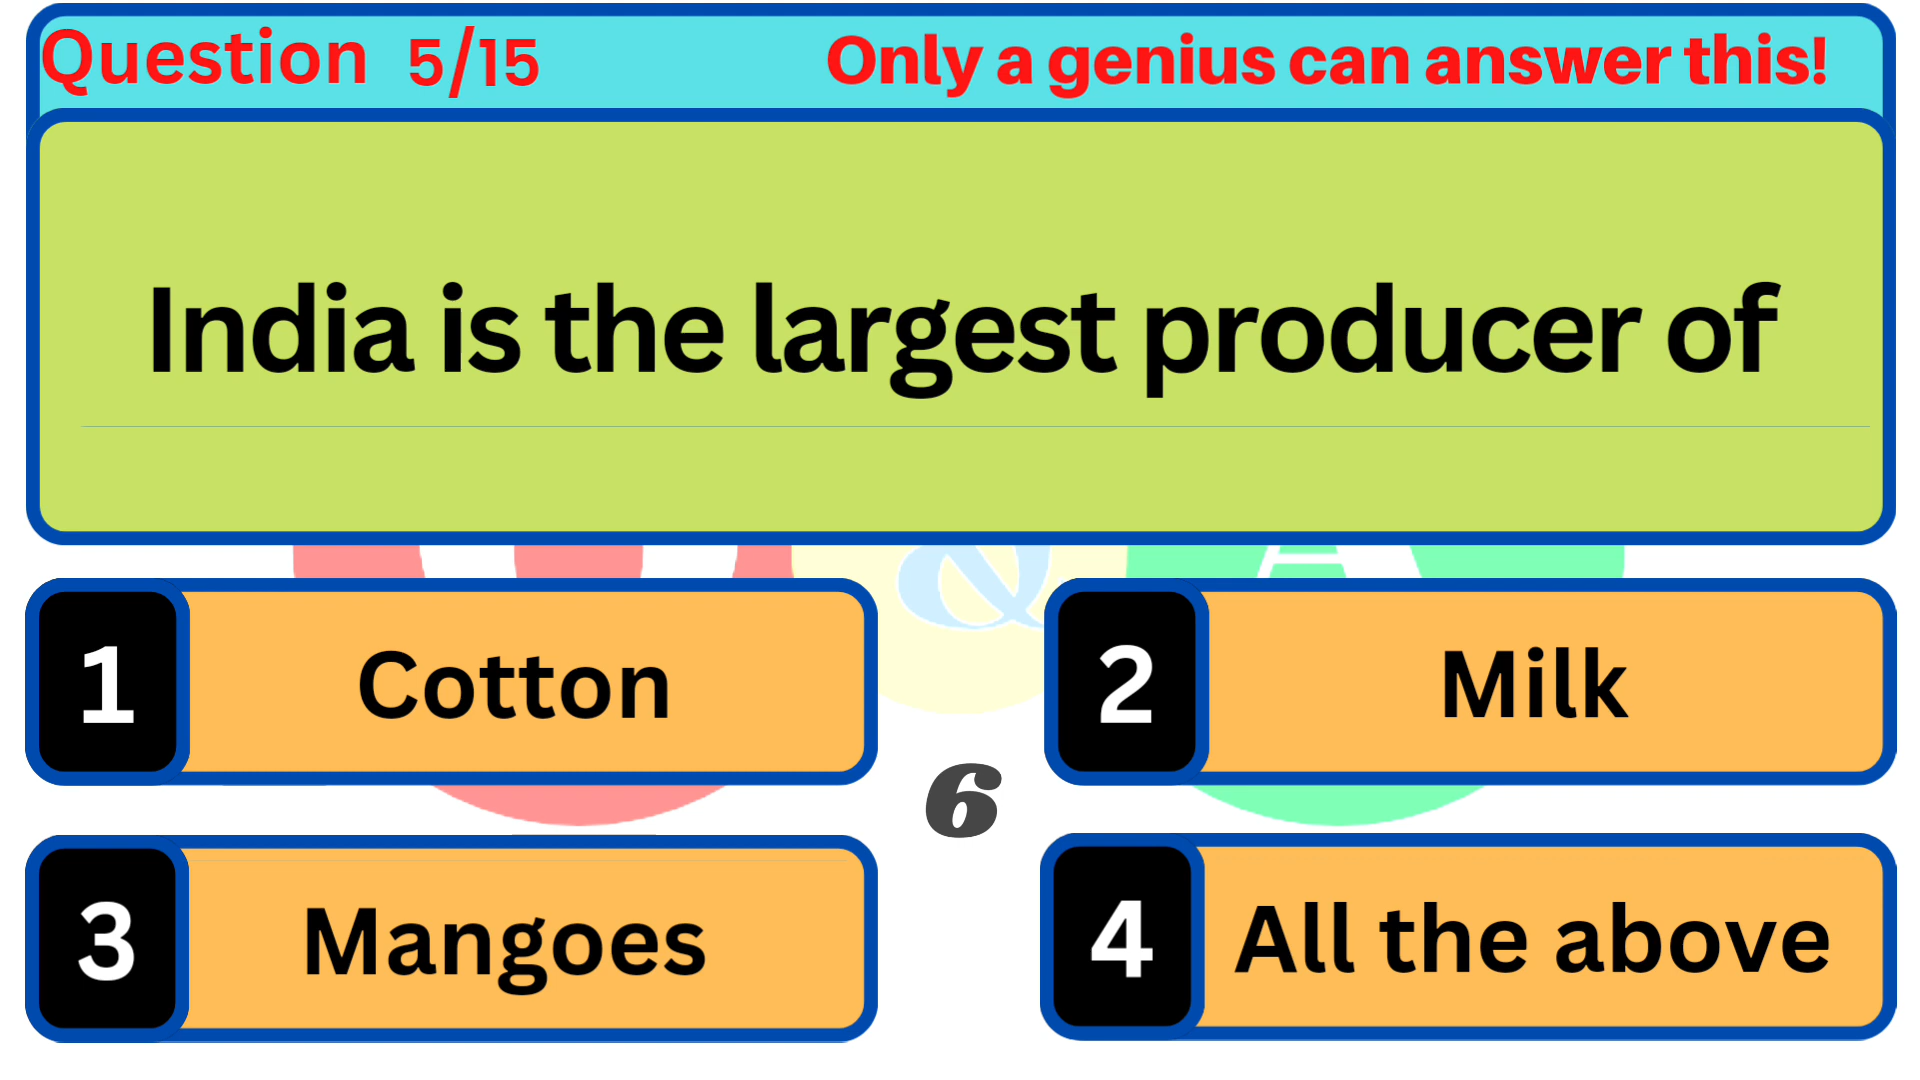 Question 5/15 Only a genius can answer this!
India is the largest producer of
&
A
1 Cotton
2 Milk
6
3 Mangoes
4 All the above